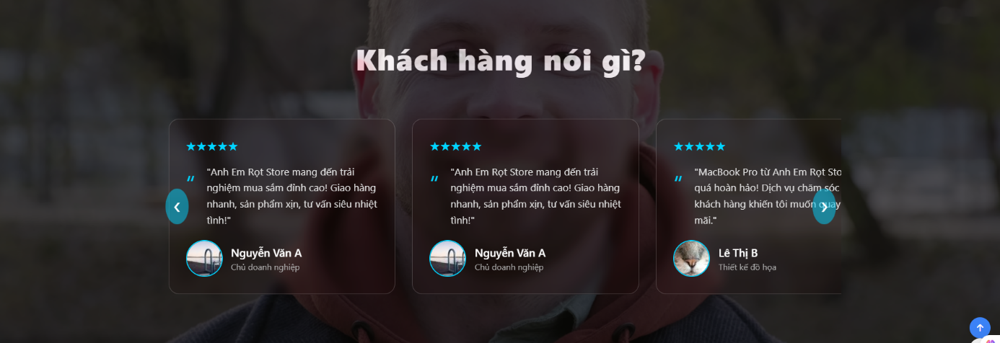 Khách hàng nói gì?
★★★★★
"Anh Em Rọt Store mang đến trải
nghiệm mua sắm đỉnh cao! Giao hàng
nhanh, sản phẩm xịn, tư vấn siêu nhiệt
tình!"
Nguyễn Văn A
Chủ doanh nghiệp
★★★★★
"Anh Em Rọt Store mang đến trải
nghiệm mua sắm đỉnh cao! Giao hàng
nhanh, sản phẩm xịn, tư vấn siêu nhiệt
tình!"
Nguyễn Văn A
Chủ doanh nghiệp
★★★★★
"MacBook Pro từ Anh Em Rọt Sto
quá hoàn hảo! Dịch vụ chăm sóc
khách hàng khiến tôi muốn quay
mãi."
Lê Thị B
Thiết kế đồ họa